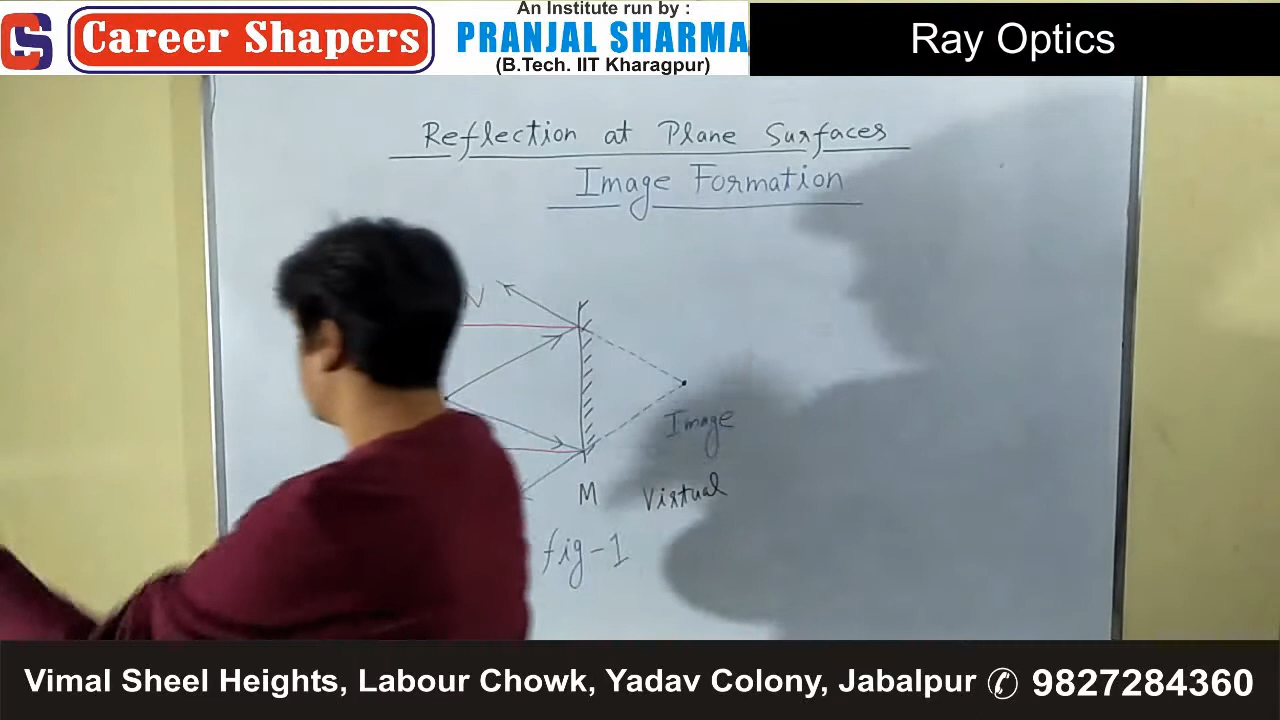 CS Career Shapers
An Institute run by :
PRANJAL SHARMA
(B.Tech. IIT Kharagpur)
Ray Optics
Reflection at Plane Surfaces
Image Formation
N
Image
M Virtual
fig-1
Vimal Sheel Heights, Labour Chowk, Yadav Colony, Jabalpur 9827284360